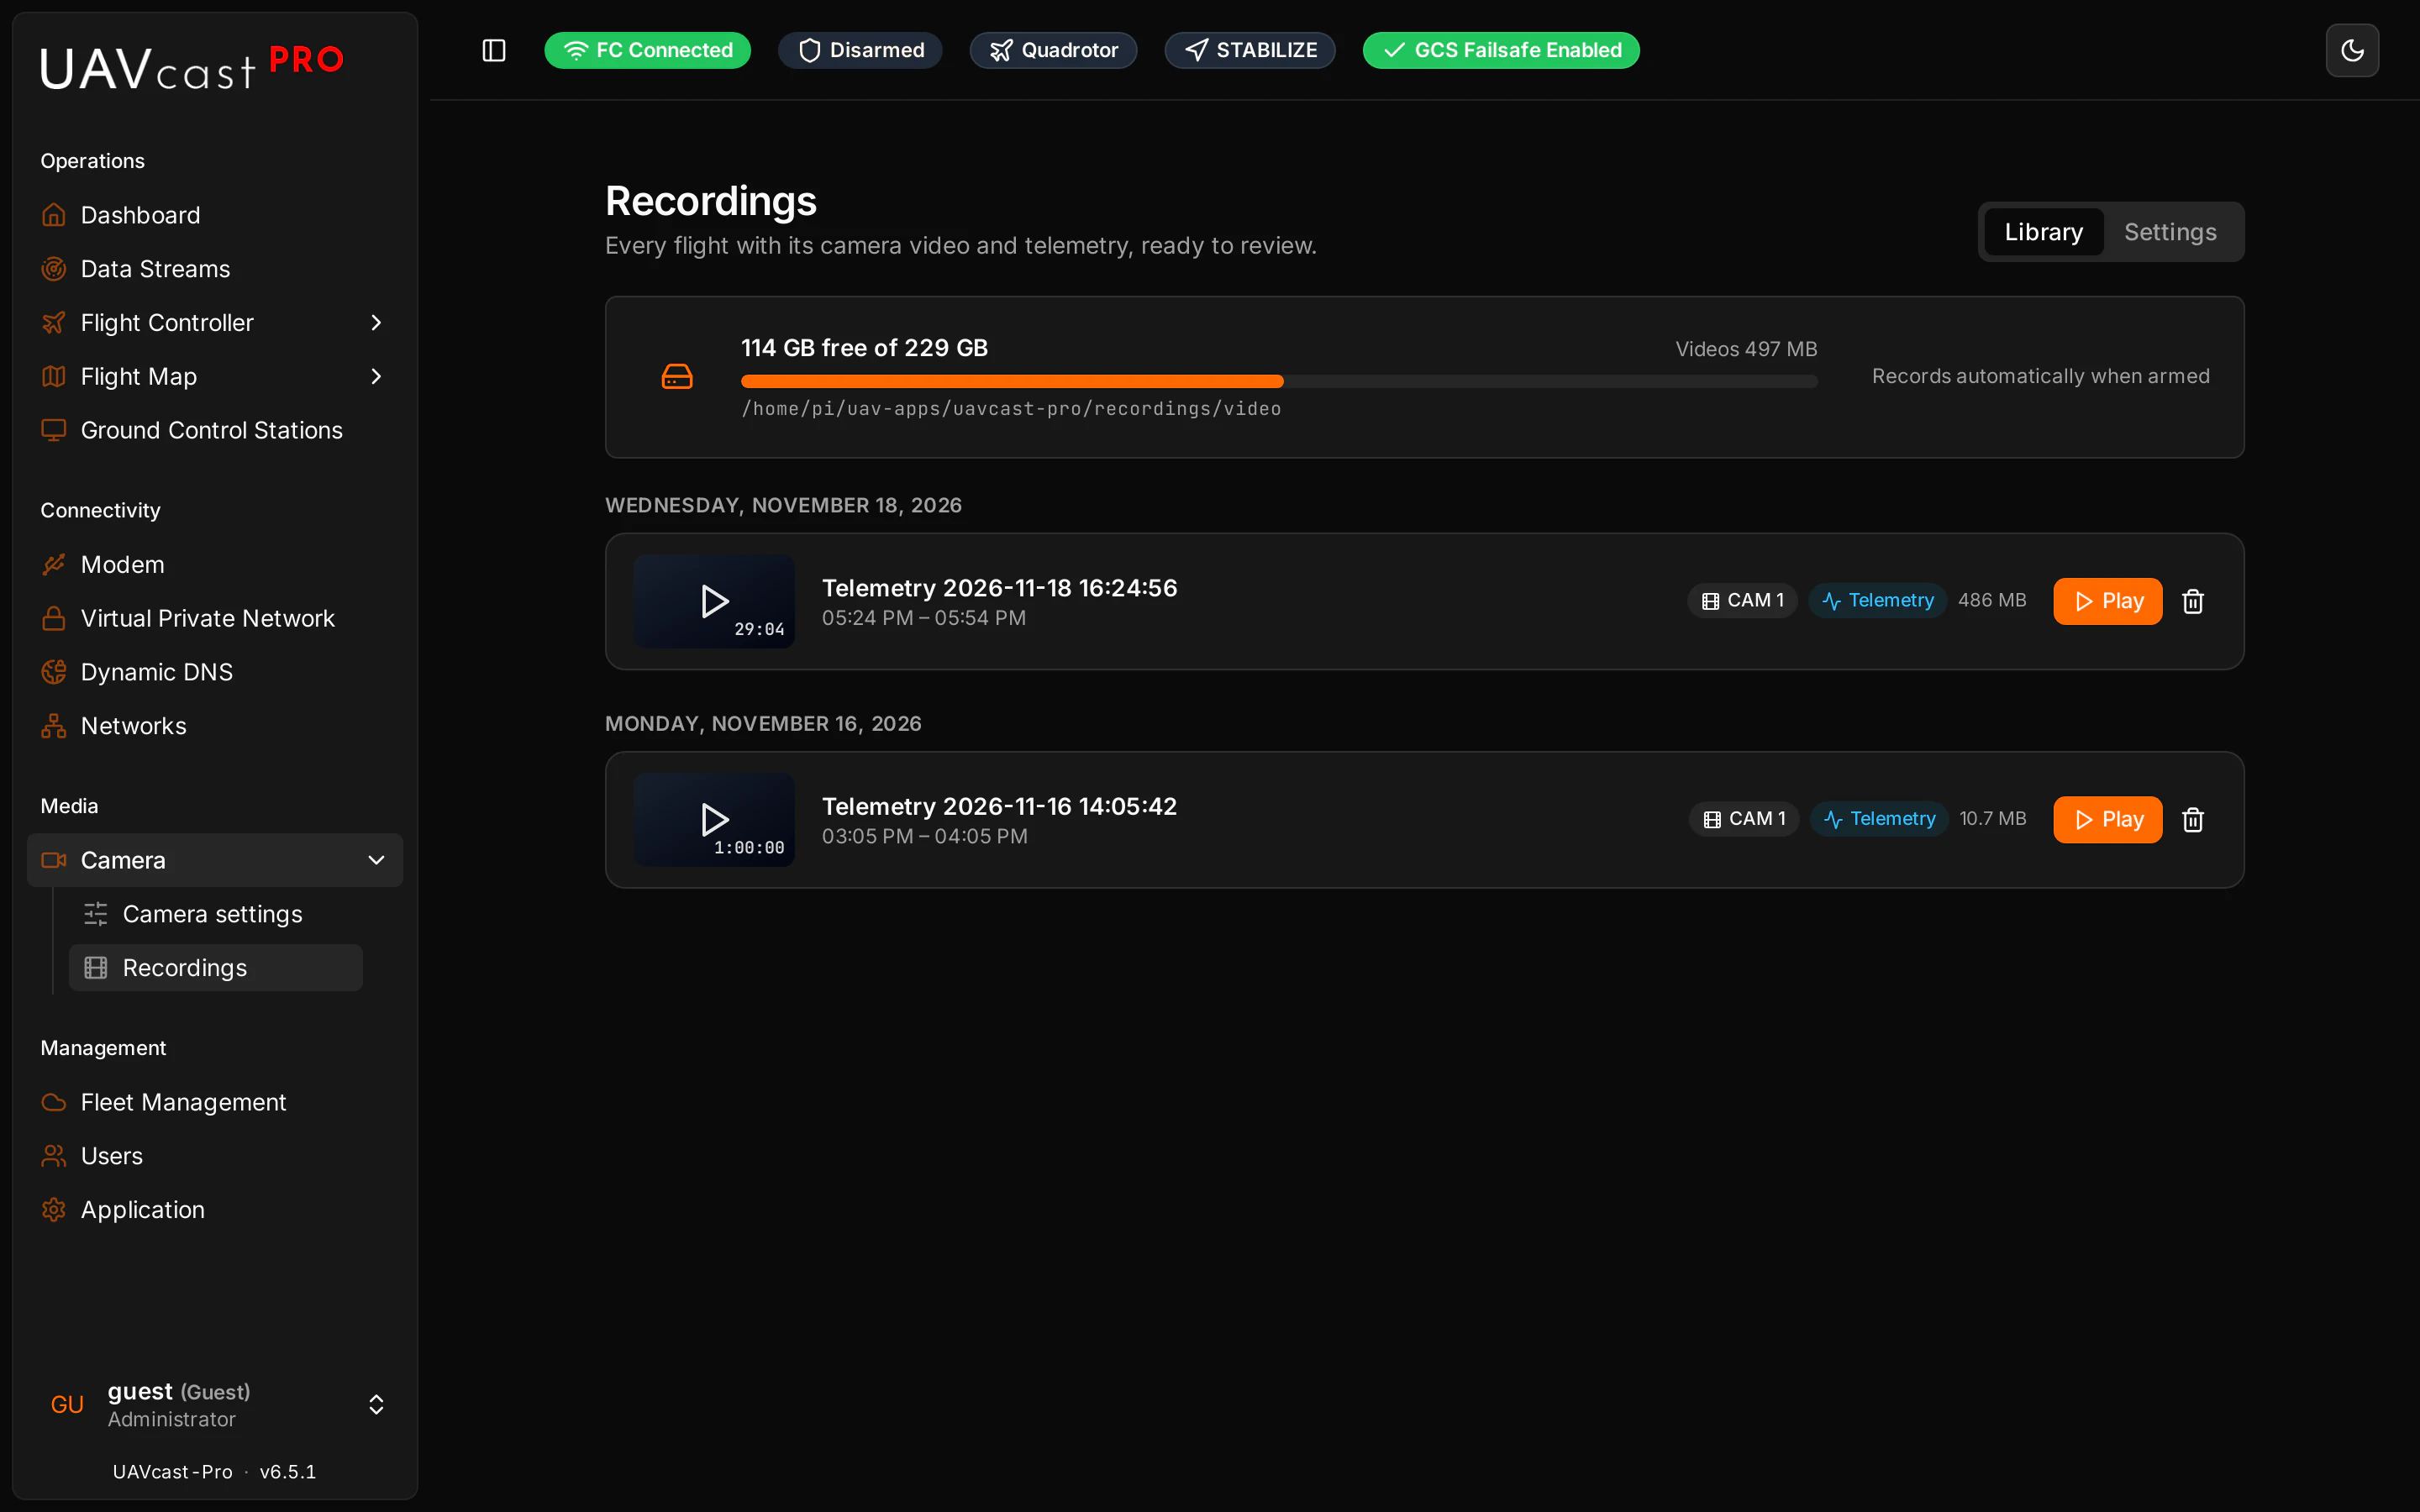 UAVcast PRO
FC Connected
Disarmed
Quadrotor
STABILIZE
GCS Failsafe Enabled
Operations
Dashboard
Data Streams
Flight Controller
Flight Map
Ground Control Stations
Connectivity
Modem
Virtual Private Network
Dynamic DNS
Networks
Media
Camera
Camera settings
Recordings
Management
Fleet Management
Users
Application
GU
guest (Guest)
Administrator
UAVcast-Pro · v6.5.1
Recordings
Every flight with its camera video and telemetry, ready to review.
Library
Settings
114 GB free of 229 GB
Videos 497 MB
/home/pi/uav-apps/uavcast-pro/recordings/video
Records automatically when armed
WEDNESDAY, NOVEMBER 18, 2026
29:04
Telemetry 2026-11-18 16:24:56
05:24 PM – 05:54 PM
CAM 1
Telemetry
486 MB
Play
MONDAY, NOVEMBER 16, 2026
1:00:00
Telemetry 2026-11-16 14:05:42
03:05 PM – 04:05 PM
CAM 1
Telemetry
10.7 MB
Play